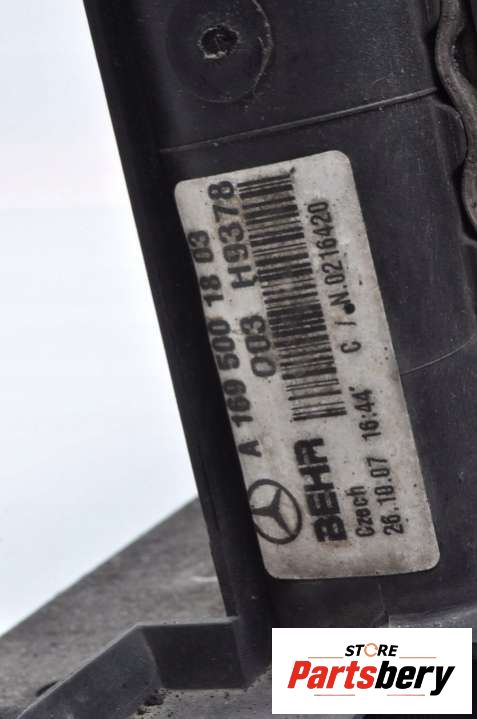 A 169 500 18 03
003 H9378
BEHR
Czech C / .N.0216420
26.10.07 16:44
STORE
Partsbery